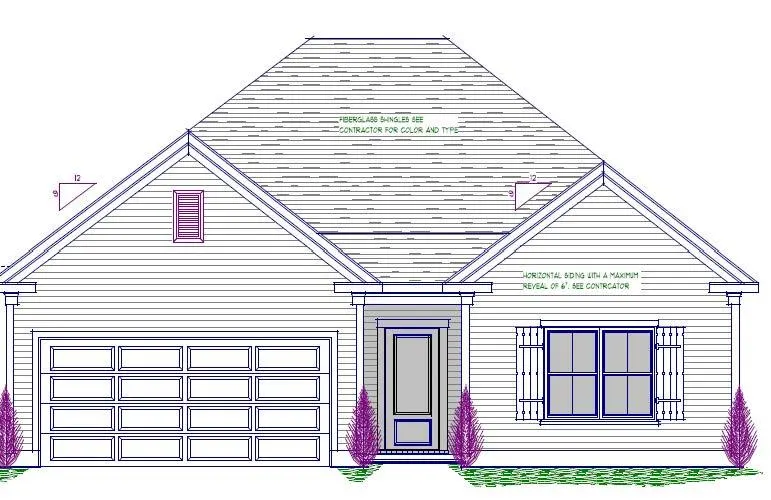 FIBERGLASS SHINGLES SEE
CONTRACTOR FOR COLOR AND TYPE
12
9
12
9
HORIZONTAL SIDING WITH A MAXIMUM
REVEAL OF 6". SEE CONTRCATOR